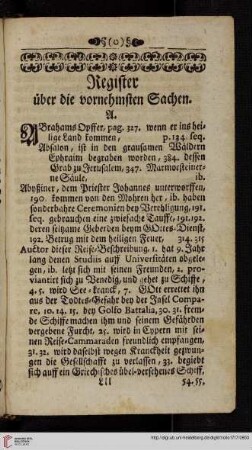 (o)
Register
über die vornehmsten Sachen.
A.
ABrahams Opffer, pag. 327. wenn er ins hei-
lige Land kommen, p. 124. seq.
Absalon, ist in den grausamen Wäldern
Ephraim begraben worden, 384. dessen
Grab zu Jerusalem, 347. Marmorsteiner-
ne Säule. ib.
Abyßiner, dem Priester Johannes unterworffen,
190. kommen von den Mohren her, ib. haben
sonderbahre Ceremonien bey Verehligung, 191.
seq. gebrauchen eine zwiefache Tauffe, 191. 192.
deren seltzame Geberden beym GOttes-Dienst,
192. Betrug mit dem heiligen Feuer, 314. 315
Auctor dieser Reise-Beschreibung, 1. hat 9. Jahr
lang denen Studiis auff Universitäten abgele-
gen, ib. letzt sich mit seinen Freunden, 2. pro-
viantirt sich zu Venedig, und gehet zu Schiffe,
4. 5. wird See-kranck, 7. GOtt errettet ihn
aus der Todtes-Gefahr bey der Insel Compa-
re, 10. 14. 15. bey Golfo Battalia, 30. 31. frem-
de Schiffe machen ihm und seinem Gefährden
vergebene Furcht, 25. wird in Cypern mit sei-
nen Reise-Cammaraden freundlich empfangen,
31. 32. wird daselbst wegen Kranckheit gezwun-
gen die Gesellschafft zu verlassen, 33. begiebt
sich auff ein Griechisches übel-versehenes Schiff,
Lll 54. 55.